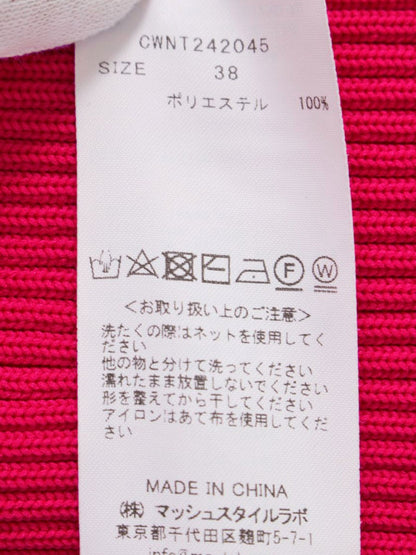 CWNT242045
SIZE 38
ポリエステル 100%
F W
<お取り扱い上のご注意>
洗たくの際はネットを使用してく
ださい
他の物と分けて洗ってください
濡れたまま放置しないでください
形を整えてから干してください
アイロンはあて布を使用してくだ
さい
MADE IN CHINA
(株) マッシュスタイルラボ
東京都千代田区麹町5-7-1